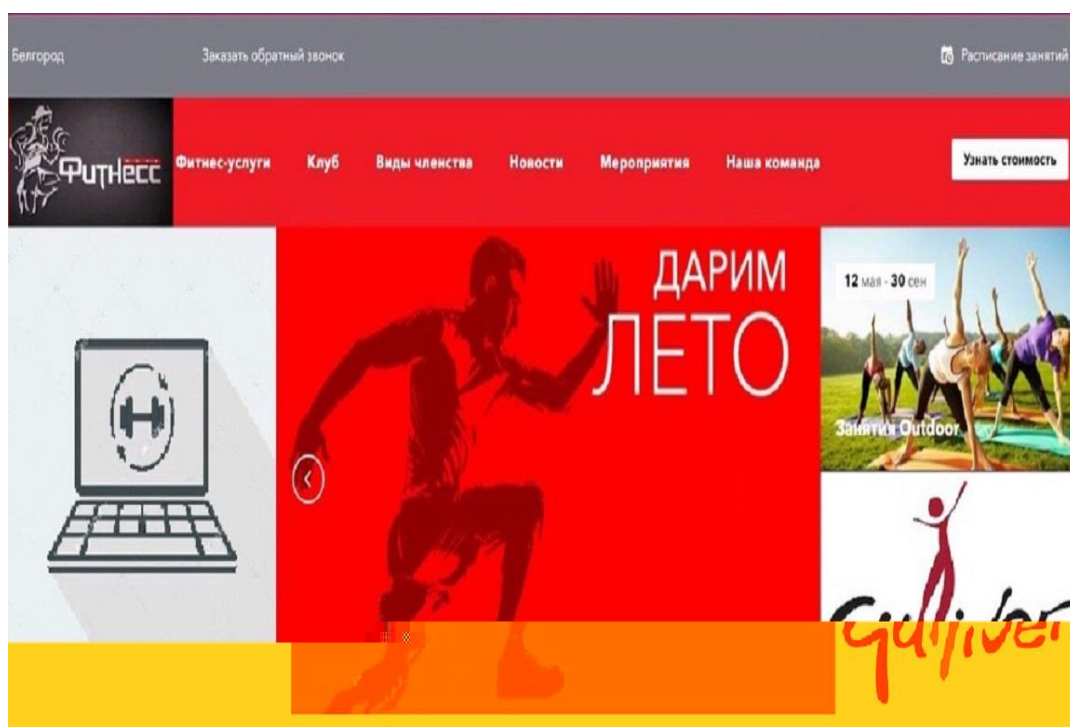 Белгород
Заказать обратный звонок
Расписание занятий
Фитнесс
Фитнес-услуги
Клуб
Виды членства
Новости
Мероприятия
Наша команда
Узнать стоимость
ДАРИМ
ЛЕТО
12 мая - 30 сен
Занятия Outdoor
Gulliver